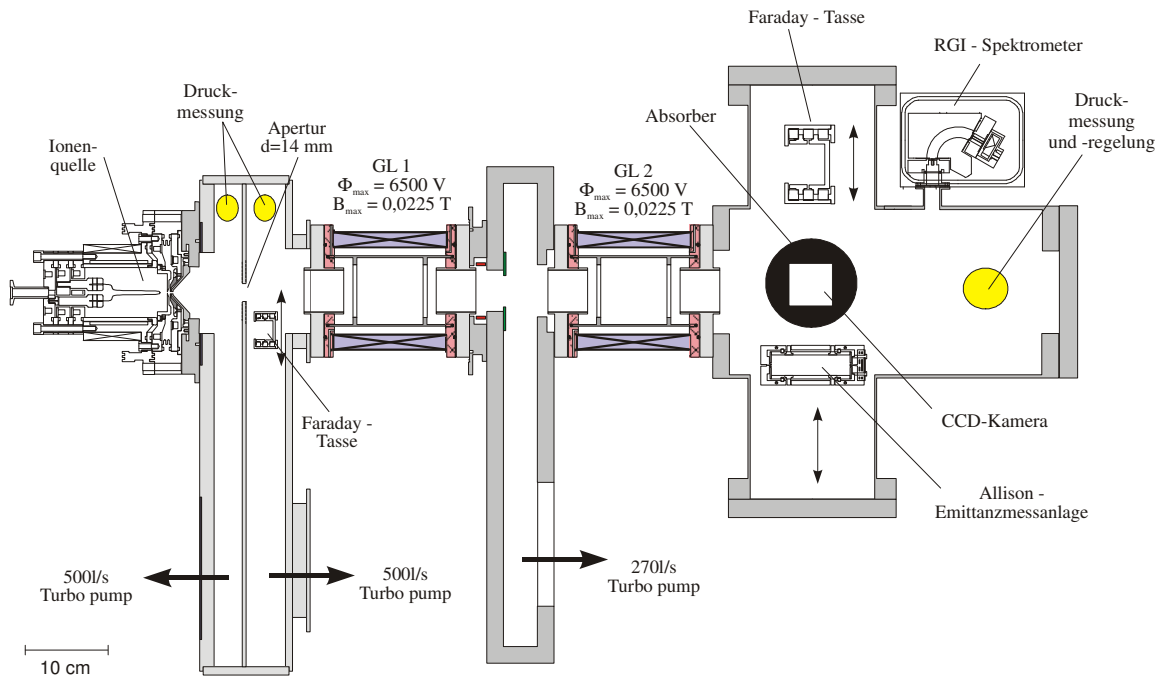 Faraday - Tasse
RGI - Spektrometer
Druck-
messung
Absorber
Druck-
messung
und -regelung
Ionen-
quelle
Apertur
d=14 mm
GL 1
Φmax = 6500 V
Bmax = 0,0225 T
GL 2
Φmax = 6500 V
Bmax = 0,0225 T
Faraday -
Tasse
CCD-Kamera
Allison -
Emittanzmessanlage
500l/s
Turbo pump
500l/s
Turbo pump
270l/s
Turbo pump
10 cm